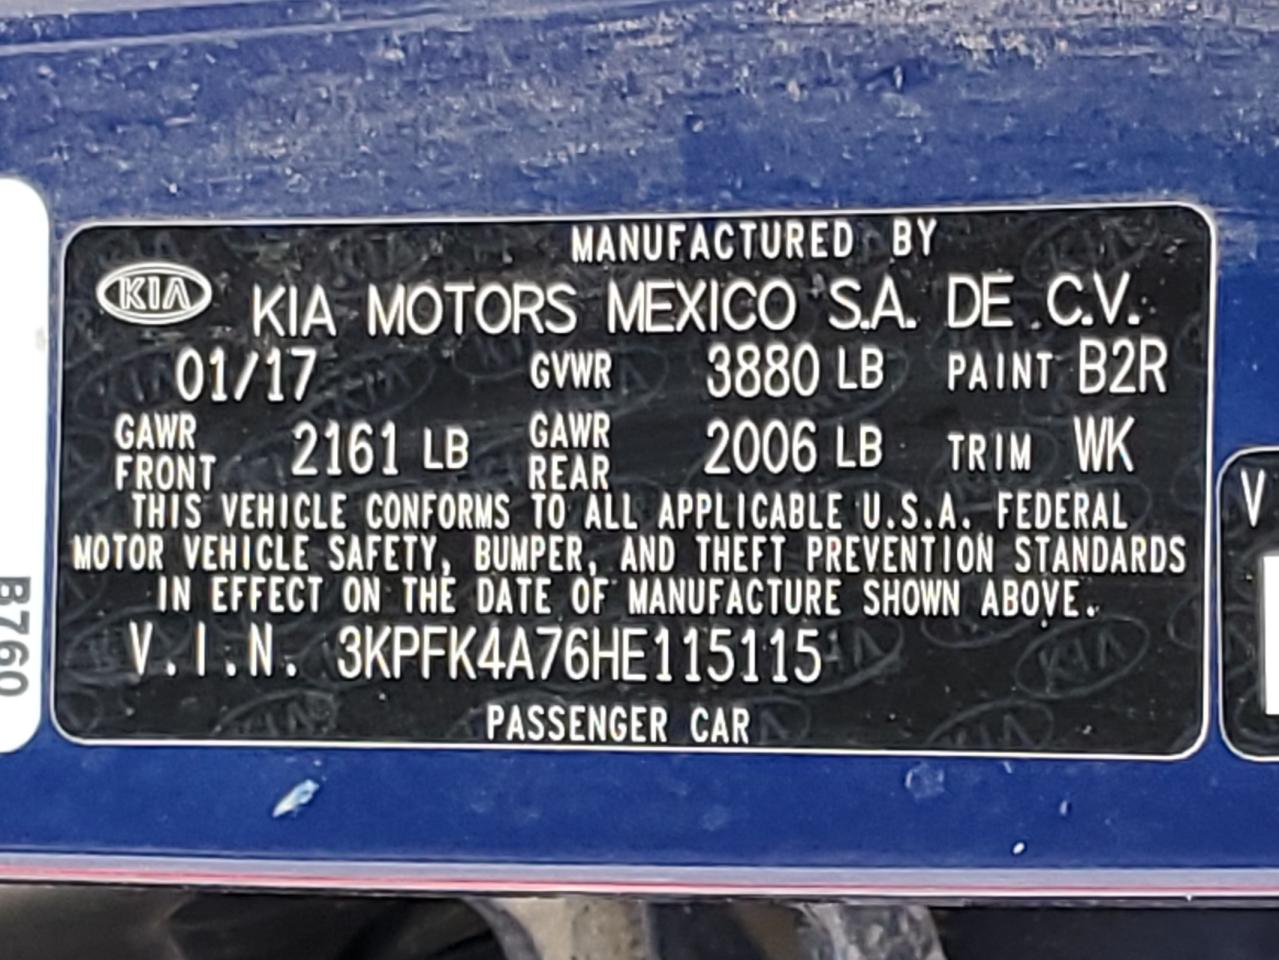 MANUFACTURED BY
KIA KIA MOTORS MEXICO S.A. DE C.V.
01/17 GVWR 3880 LB PAINT B2R
GAWR FRONT 2161 LB GAWR REAR 2006 LB TRIM WK
THIS VEHICLE CONFORMS TO ALL APPLICABLE U.S.A. FEDERAL
MOTOR VEHICLE SAFETY, BUMPER, AND THEFT PREVENTION STANDARDS
IN EFFECT ON THE DATE OF MANUFACTURE SHOWN ABOVE.
V.I.N. 3KPFK4A76HE115115
PASSENGER CAR
B760
V